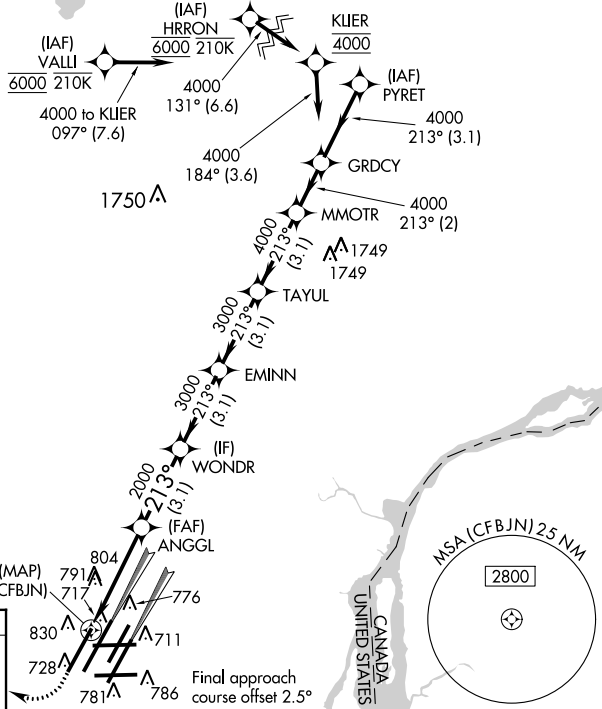 (IAF)
HRRON
6000 210K
(IAF)
VALLI
6000 210K
KLIER
4000
(IAF)
PYRET
4000
131° (6.6)
4000 to KLIER
097° (7.6)
4000
213° (3.1)
4000
184° (3.6)
GRDCY
4000
213° (2)
1750
MMOTR
4000
213°
(3.1)
1749
1749
TAYUL
3000
213°
(3.1)
EMINN
3000
213°
(3.1)
(IF)
WONDR
2000
213°
(3.1)
(FAF)
ANGGL
804
791
717
(MAP)
CFBJN)
776
830
711
728
781
786
Final approach
course offset 2.5°
CANADA
UNITED STATES
MSA (CFBJN) 25 NM
2800